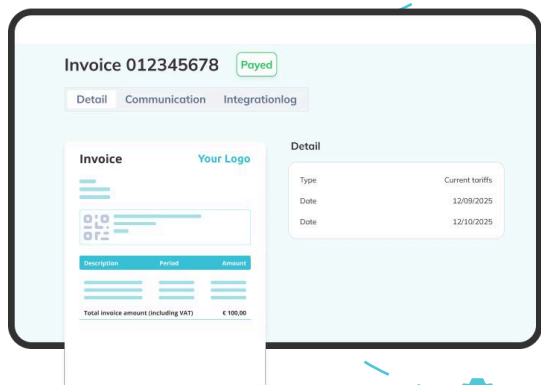 Invoice 012345678 Payed
Detail Communication Integrationlog
Invoice Your Logo
Description Period Amount
Total invoice amount (including VAT) € 100,00
Detail
Type Current tariffs
Date 12/09/2025
Date 12/10/2025